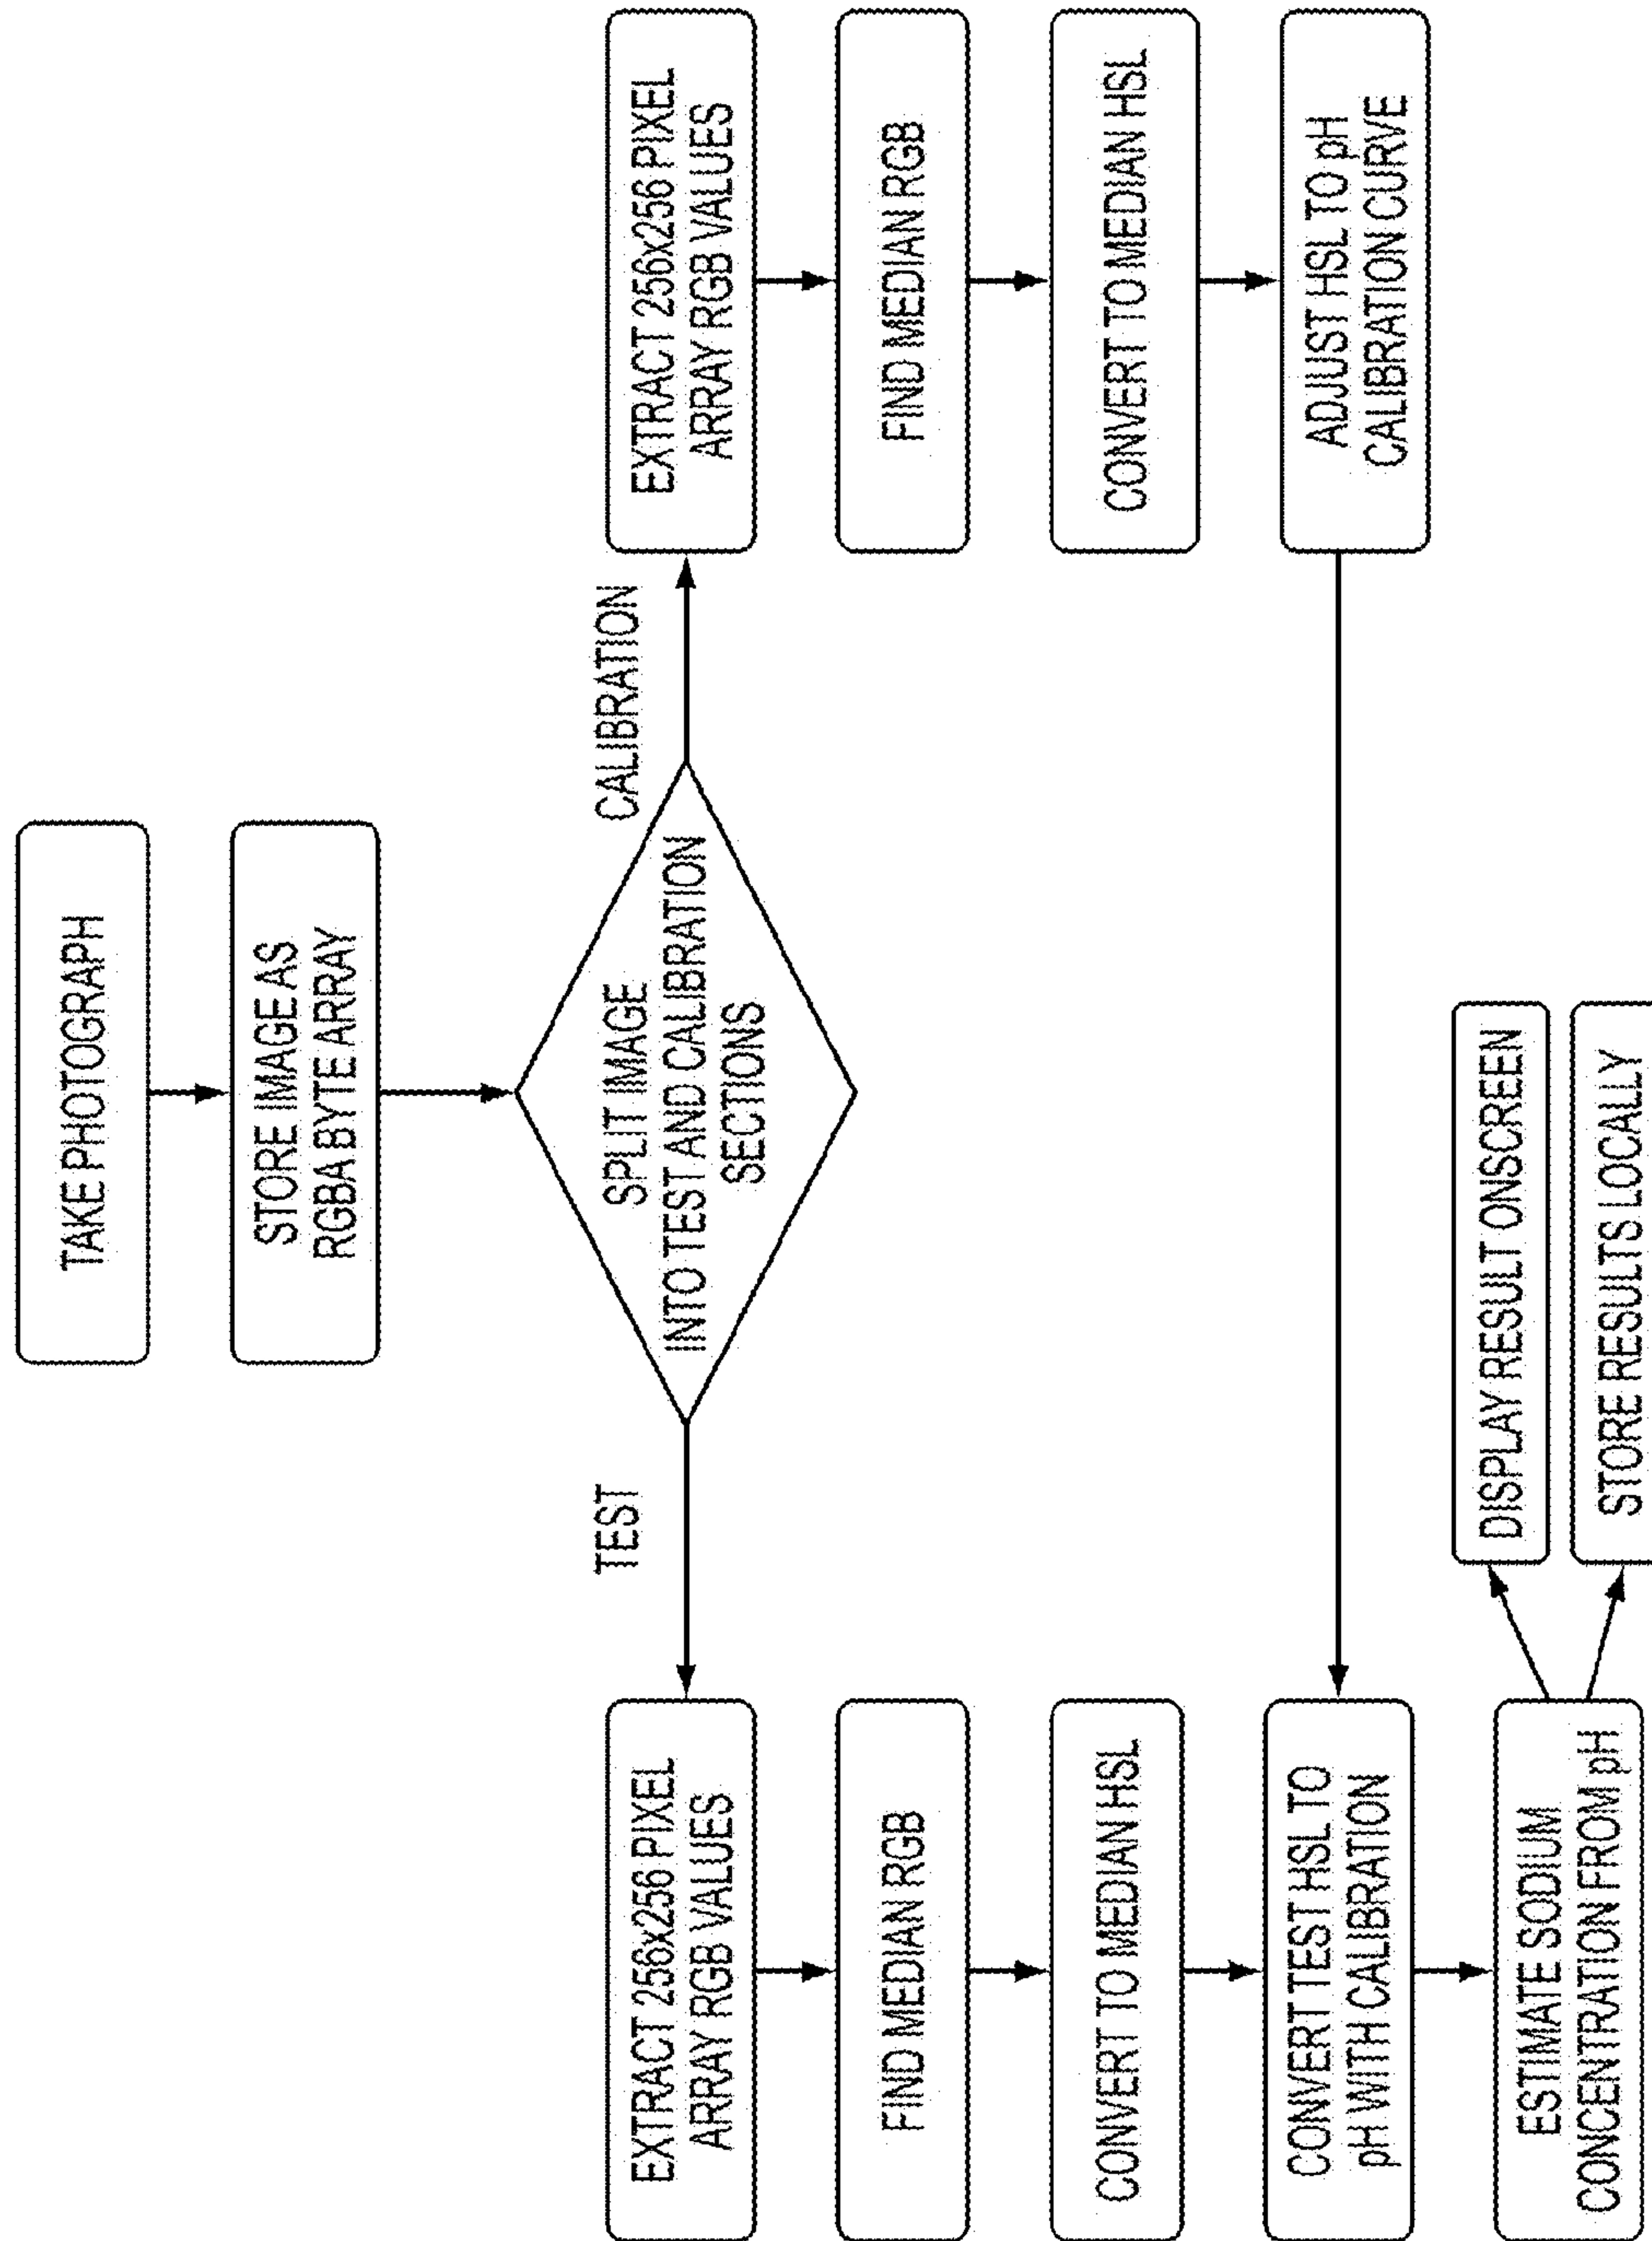 TAKE PHOTOGRAPH
STORE IMAGE AS
RGBA BYTE ARRAY
SPLIT IMAGE
INTO TEST AND CALIBRATION
SECTIONS
TEST
CALIBRATION
EXTRACT 256x256 PIXEL
ARRAY RGB VALUES
FIND MEDIAN RGB
CONVERT TO MEDIAN HSL
CONVERT TEST HSL TO
pH WITH CALIBRATION
ESTIMATE SODIUM
CONCENTRATION FROM pH
DISPLAY RESULT ONSCREEN
STORE RESULTS LOCALLY
EXTRACT 256x256 PIXEL
ARRAY RGB VALUES
FIND MEDIAN RGB
CONVERT TO MEDIAN HSL
ADJUST HSL TO pH
CALIBRATION CURVE